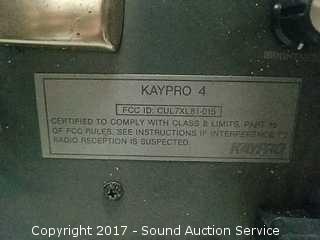 KAYPRO 4
FCC ID: CUL7XL81-015
CERTIFIED TO COMPLY WITH CLASS B LIMITS, PART 15
OF FCC RULES. SEE INSTRUCTIONS IF INTERFERENCE TO
RADIO RECEPTION IS SUSPECTED.
KAYPRO
Copyright 2017 - Sound Auction Service